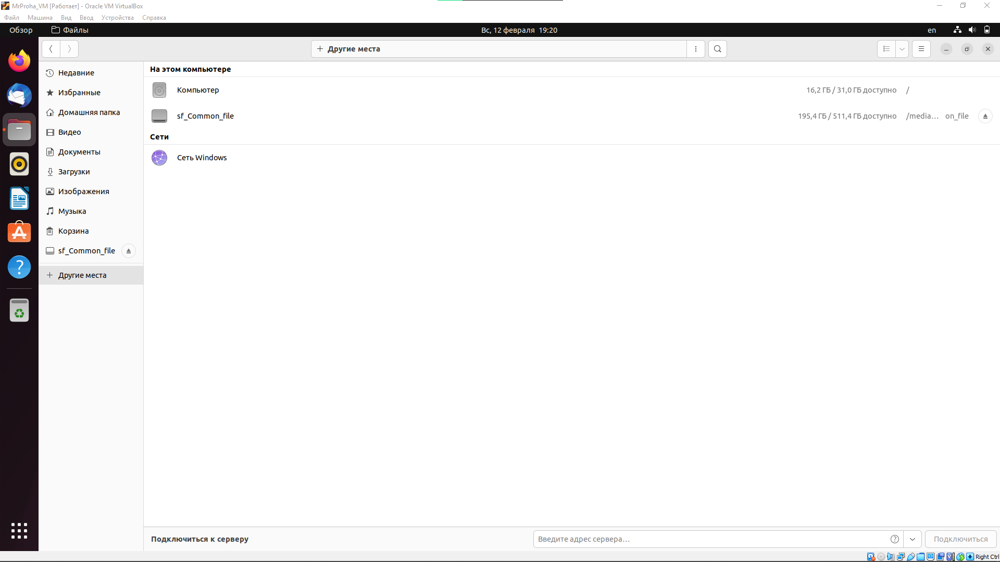 MrProha_VM [Работает] - Oracle VM VirtualBox
Файл Машина Вид Ввод Устройства Справка
Обзор Файлы Вс, 12 февраля 19:20 en
Другие места
Недавние
Избранные
Домашняя папка
Видео
Документы
Загрузки
Изображения
Музыка
Корзина
sf_Common_file
Другие места
На этом компьютере
Компьютер 16,2 ГБ / 31,0 ГБ доступно /
sf_Common_file 195,4 ГБ / 511,4 ГБ доступно /media… on_file
Сети
Сеть Windows
Подключиться к серверу Введите адрес сервера… Подключиться
Right Ctrl